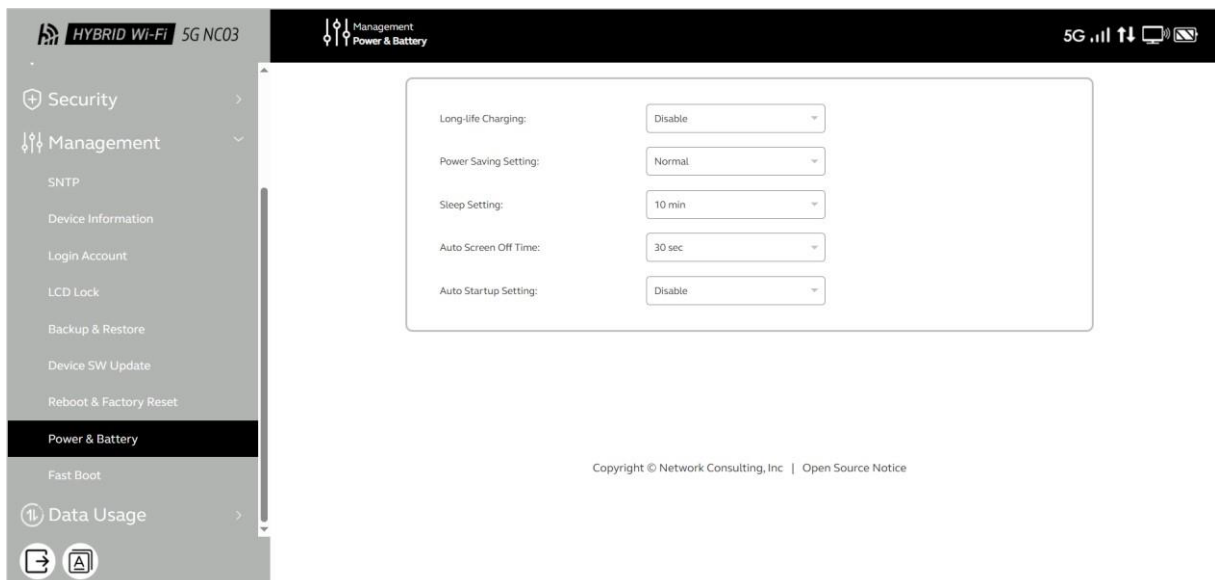 HYBRID Wi-Fi 5G NC03
Management
Power & Battery
5G
Security
Management
SNTP
Device Information
Login Account
LCD Lock
Backup & Restore
Device SW Update
Reboot & Factory Reset
Power & Battery
Fast Boot
Data Usage
A
Long-life Charging: Disable
Power Saving Setting: Normal
Sleep Setting: 10 min
Auto Screen Off Time: 30 sec
Auto Startup Setting: Disable
Copyright © Network Consulting, Inc | Open Source Notice